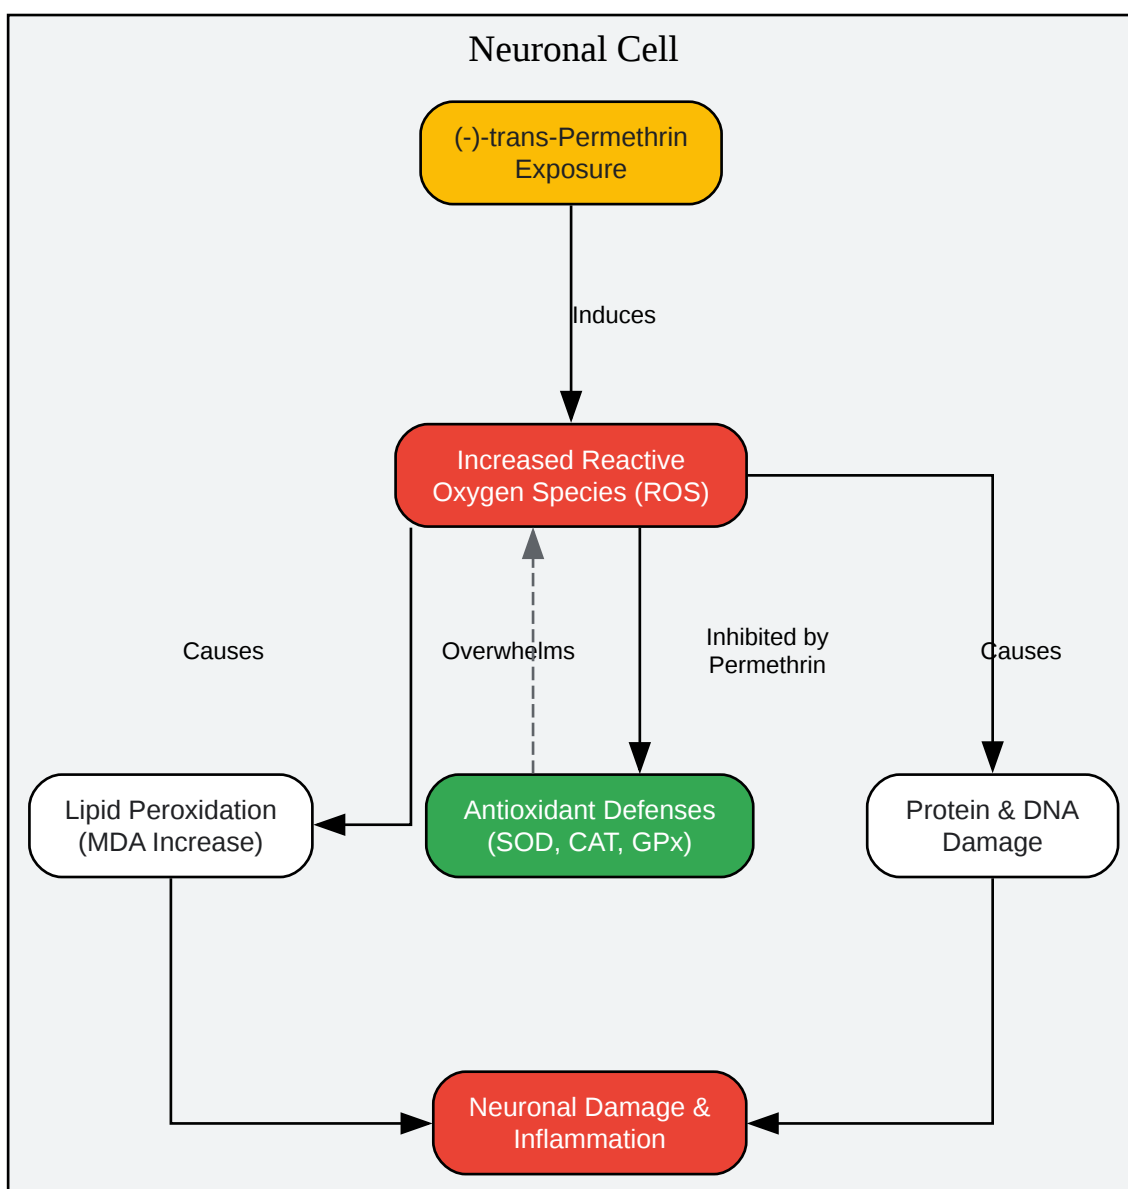 Neuronal Cell
(-)-trans-Permethrin
Exposure
Induces
Increased Reactive
Oxygen Species (ROS)
Causes
Overwhelms
Inhibited by
Permethrin
Causes
Lipid Peroxidation
(MDA Increase)
Antioxidant Defenses
(SOD, CAT, GPx)
Protein & DNA
Damage
Neuronal Damage &
Inflammation